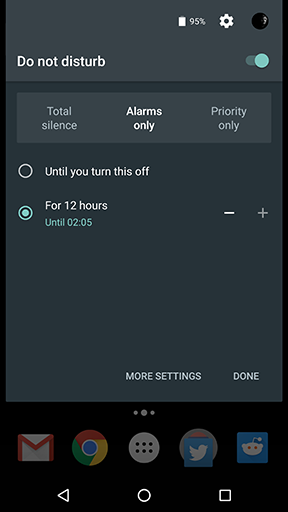 95%
Do not disturb
Total
silence
Alarms
only
Priority
only
Until you turn this off
For 12 hours
Until 02:05
MORE SETTINGS
DONE